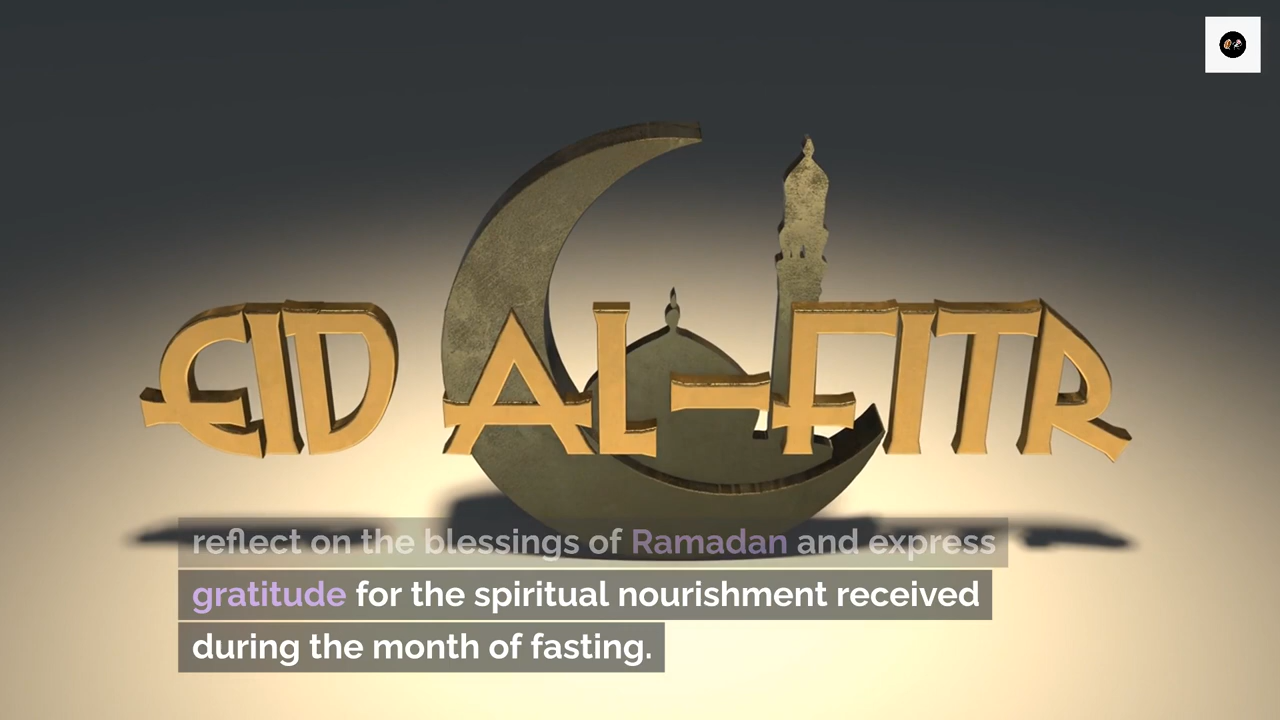 EID AL-FITR
reflect on the blessings of Ramadan and express
gratitude for the spiritual nourishment received
during the month of fasting.